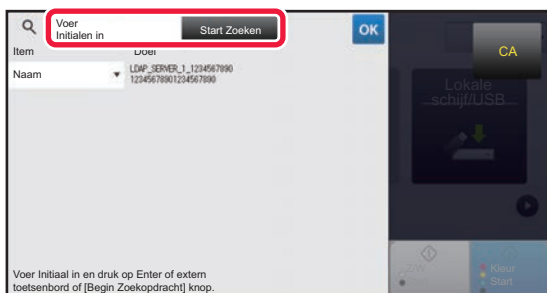 Voer
Initialen in
Start Zoeken
OK
CA
Item
Doel
Naam
LDAP_SERVER_1_1234567890
12345678901234567890
Lokale
schijf/USB
Z/W
Start
Kleur
Start
Voer Initiaal in en druk op Enter of extern
toetsenbord of [Begin Zoekopdracht] knop.